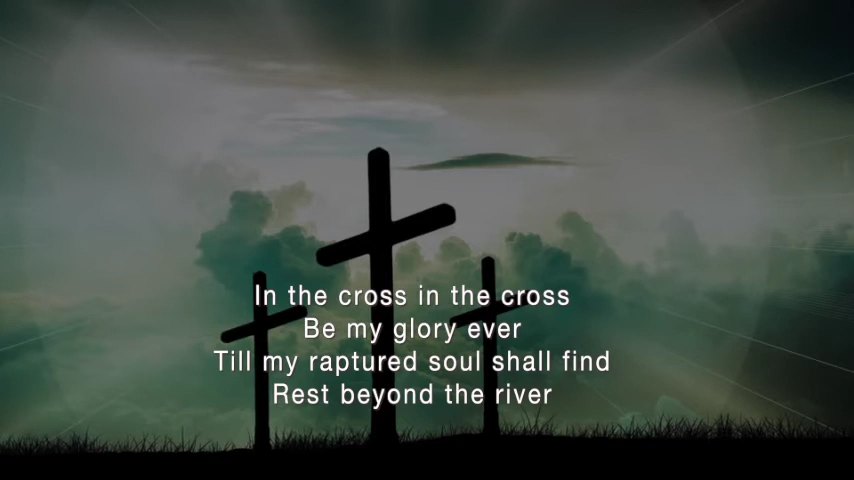 In the cross in the cross
Be my glory ever
Till my raptured soul shall find
Rest beyond the river